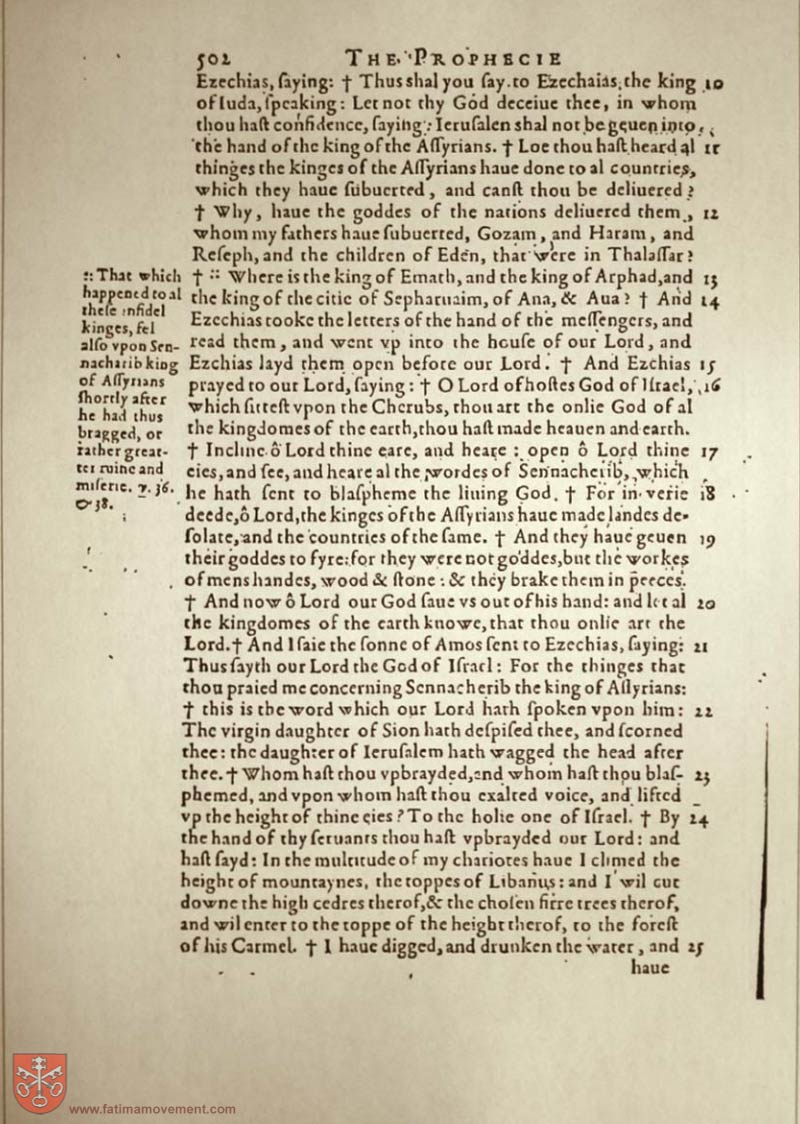 502 THE PROPHECIE
Ezechias, ſaying: † Thus shal you ſay to Ezechaias the king 10
of Iuda, ſpeaking: Let not thy God deceiue thee, in whom
thou haſt confidence, ſaying: Ieruſalen shal not be geuen into
the hand of the king of the Aſſyrians. † Loe thou haſt heard al 11
thinges the kinges of the Aſſyrians haue done to al countries,
which they haue ſubuerted, and canſt thou be deliuered?
† Why, haue the goddes of the nations deliuered them, 12
whom my fathers haue ſubuerted, Gozam, and Haram, and
Reſeph, and the children of Eden, that were in Thalaſſar?
† :: Where is the king of Emath, and the king of Arphad, and 13
the king of the citie of Sepharuaim, of Ana, & Aua? † And 14
Ezechias tooke the letters of the hand of the meſſengers, and
read them, and went vp into the houſe of our Lord, and
Ezchias layd them open before our Lord. † And Ezchias 15
prayed to our Lord, ſaying: † O Lord of hoſtes God of Iſrael, 16
which ſitteſt vpon the Cherubs, thou art the onlie God of al
the kingdomes of the earth, thou haſt made heauen and earth.
† Incline ô Lord thine eare, and heare: open ô Lord thine 17
eies, and ſee, and heare al the wordes of Sennacherib, which
he hath ſent to blaſpheme the liuing God. † For in verie 18
deede, ô Lord, the kinges of the Aſſyrians haue made landes de-
ſolate, and the countries of the ſame. † And they haue geuen 19
their goddes to fyre: for they were not goddes, but the workes
of mens handes, wood & ſtone: & they brake them in peeces.
† And now ô Lord our God ſaue vs out of his hand: and let al 20
the kingdomes of the earth knowe, that thou onlie art the
Lord. † And Iſaie the ſonne of Amos ſent to Ezechias, ſaying: 21
Thus ſayth our Lord the God of Iſrael: For the thinges that
thou praied me concerning Sennacherib the king of Aſſyrians:
† this is the word which our Lord hath ſpoken vpon him: 22
The virgin daughter of Sion hath deſpiſed thee, and ſcorned
thee: the daughter of Ieruſalem hath wagged the head after
thee. † Whom haſt thou vpbrayded, and whom haſt thou blaſ- 23
phemed, and vpon whom haſt thou exalted voice, and lifted
vp the height of thine eies? To the holie one of Iſrael. † By 24
the hand of thy ſeruants thou haſt vpbrayded our Lord: and
haſt ſayd: In the multitude of my chariotes haue I climed the
height of mountaynes, the toppes of Libanus: and I wil cut
downe the high cedres therof, & the choſen firre trees therof,
and wil enter to the toppe of the height therof, to the foreſt
of his Carmel. † I haue digged, and drunken the water, and 25
haue
:: That which
happened to al
theſe infidel
kinges, fel
alſo vpon Sen-
nacharib king
of Aſſyrians
ſhortly after
he had thus
bragged, or
rather great-
ter ruine and
miſerie. v. 36.
& 38.
www.fatimamovement.com